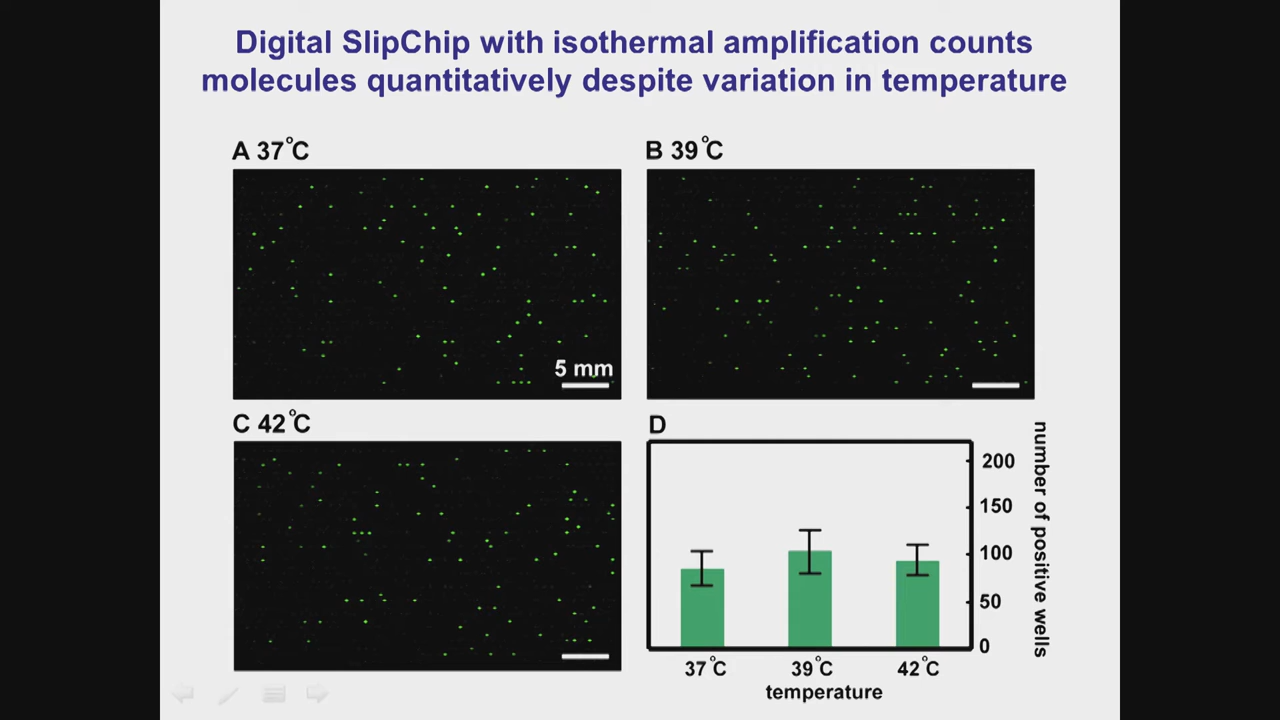 Digital SlipChip with isothermal amplification counts
molecules quantitatively despite variation in temperature
A 37°C
B 39°C
5 mm
C 42°C
D
200
150
100
50
0
number of positive wells
37°C 39°C 42°C
temperature